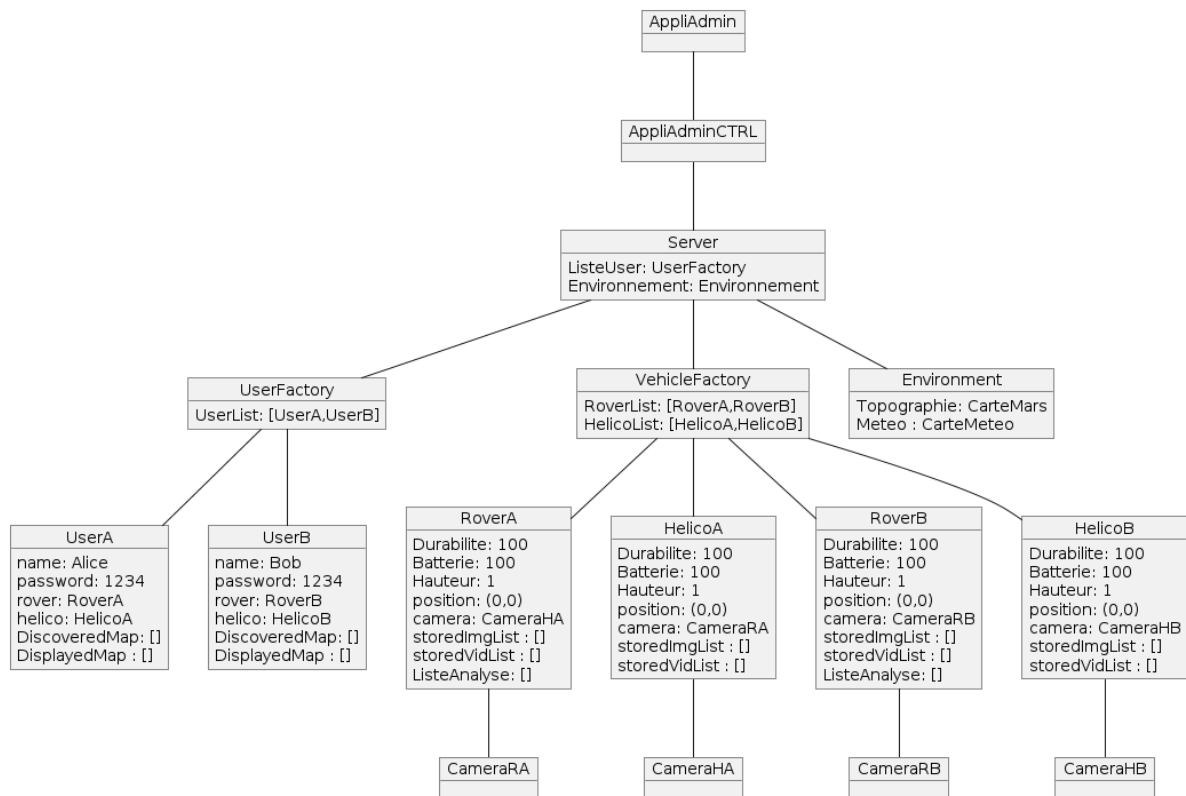 AppliAdmin
AppliAdminCTRL
Server
ListeUser: UserFactory
Environnement: Environnement
UserFactory
UserList: [UserA,UserB]
VehicleFactory
RoverList: [RoverA,RoverB]
HelicoList: [HelicoA,HelicoB]
Environment
Topographie: CarteMars
Meteo : CarteMeteo
UserA
name: Alice
password: 1234
rover: RoverA
helico: HelicoA
DiscoveredMap: []
DisplayedMap : []
UserB
name: Bob
password: 1234
rover: RoverB
helico: HelicoB
DiscoveredMap: []
DisplayedMap : []
RoverA
Durabilite: 100
Batterie: 100
Hauteur: 1
position: (0,0)
camera: CameraHA
storedImgList : []
storedVidList : []
ListeAnalyse: []
HelicoA
Durabilite: 100
Batterie: 100
Hauteur: 1
position: (0,0)
camera: CameraRA
storedImgList : []
storedVidList : []
RoverB
Durabilite: 100
Batterie: 100
Hauteur: 1
position: (0,0)
camera: CameraRB
storedImgList : []
storedVidList : []
ListeAnalyse: []
HelicoB
Durabilite: 100
Batterie: 100
Hauteur: 1
position: (0,0)
camera: CameraHB
storedImgList : []
storedVidList : []
CameraRA
CameraHA
CameraRB
CameraHB